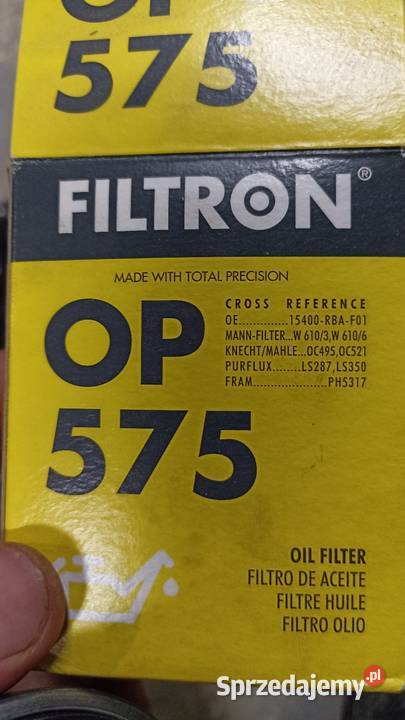 OP
575
FILTRON®
MADE WITH TOTAL PRECISION
OP
575
CROSS REFERENCE
OE..............15400-RBA-F01
MANN-FILTER...W 610/3,W 610/6
KNECHT/MAHLE...OC495,OC521
PURFLUX........LS287,LS350
FRAM.....................PH5317
OIL FILTER
FILTRO DE ACEITE
FILTRE HUILE
FILTRO OLIO
Sprzedajemy.pl